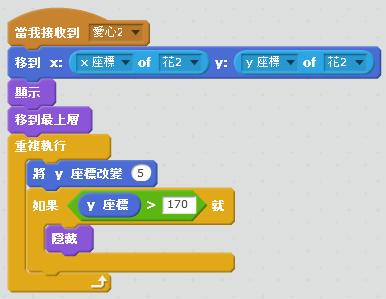 當我接收到 愛心2
移到 x: x 座標 of 花2 y: y 座標 of 花2
顯示
移到最上層
重複執行
將 y 座標改變 5
如果 y 座標 > 170 就
隱藏